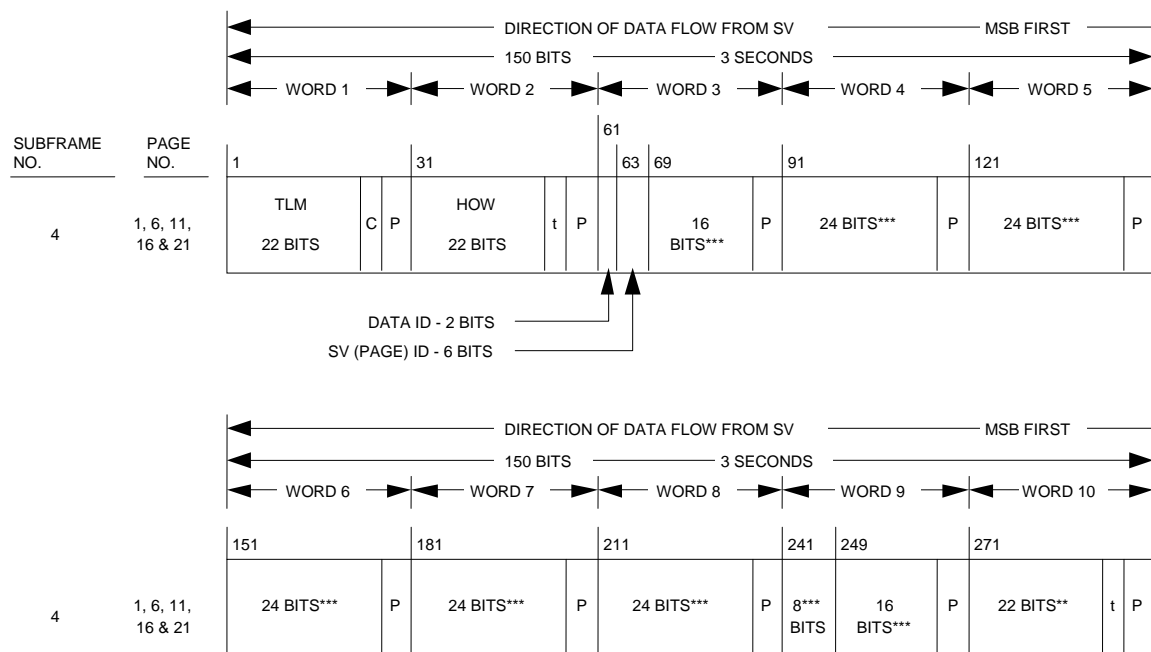 DIRECTION OF DATA FLOW FROM SV MSB FIRST
150 BITS 3 SECONDS
WORD 1 WORD 2 WORD 3 WORD 4 WORD 5
SUBFRAME NO.
PAGE NO.
1 31 61 63 69 91 121
4
1, 6, 11, 16 & 21
TLM
22 BITS
C
P
HOW
22 BITS
t
P
16 BITS***
P
24 BITS***
P
24 BITS***
P
DATA ID - 2 BITS
SV (PAGE) ID - 6 BITS
DIRECTION OF DATA FLOW FROM SV MSB FIRST
150 BITS 3 SECONDS
WORD 6 WORD 7 WORD 8 WORD 9 WORD 10
151 181 211 241 249 271
4
1, 6, 11, 16 & 21
24 BITS***
P
24 BITS***
P
24 BITS***
P
8*** BITS
16 BITS***
P
22 BITS**
t
P